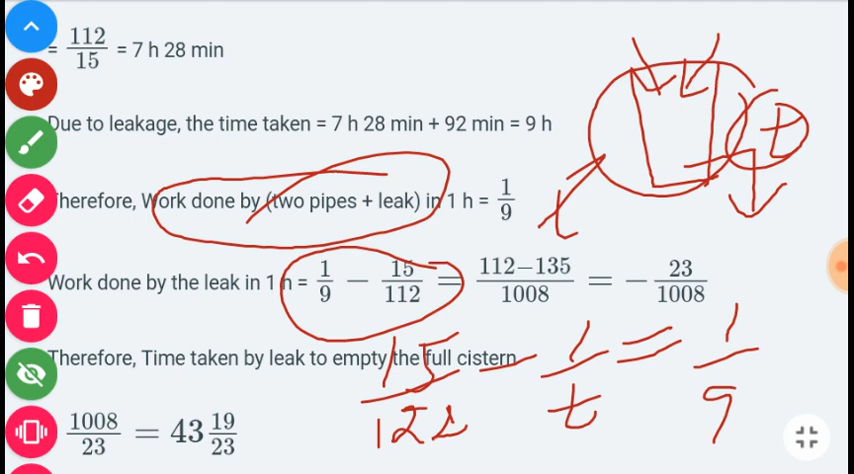 = 112/15 = 7 h 28 min
Due to leakage, the time taken = 7 h 28 min + 92 min = 9 h
herefore, Work done by (two pipes + leak) in 1 h = 1/9
Work done by the leak in 1 h = 1/9 − 15/112 = 112−135/1008 = − 23/1008
Therefore, Time taken by leak to empty the full cistern
1008/23 = 43 19/23
t
t
15/112 − 1/t = 1/9